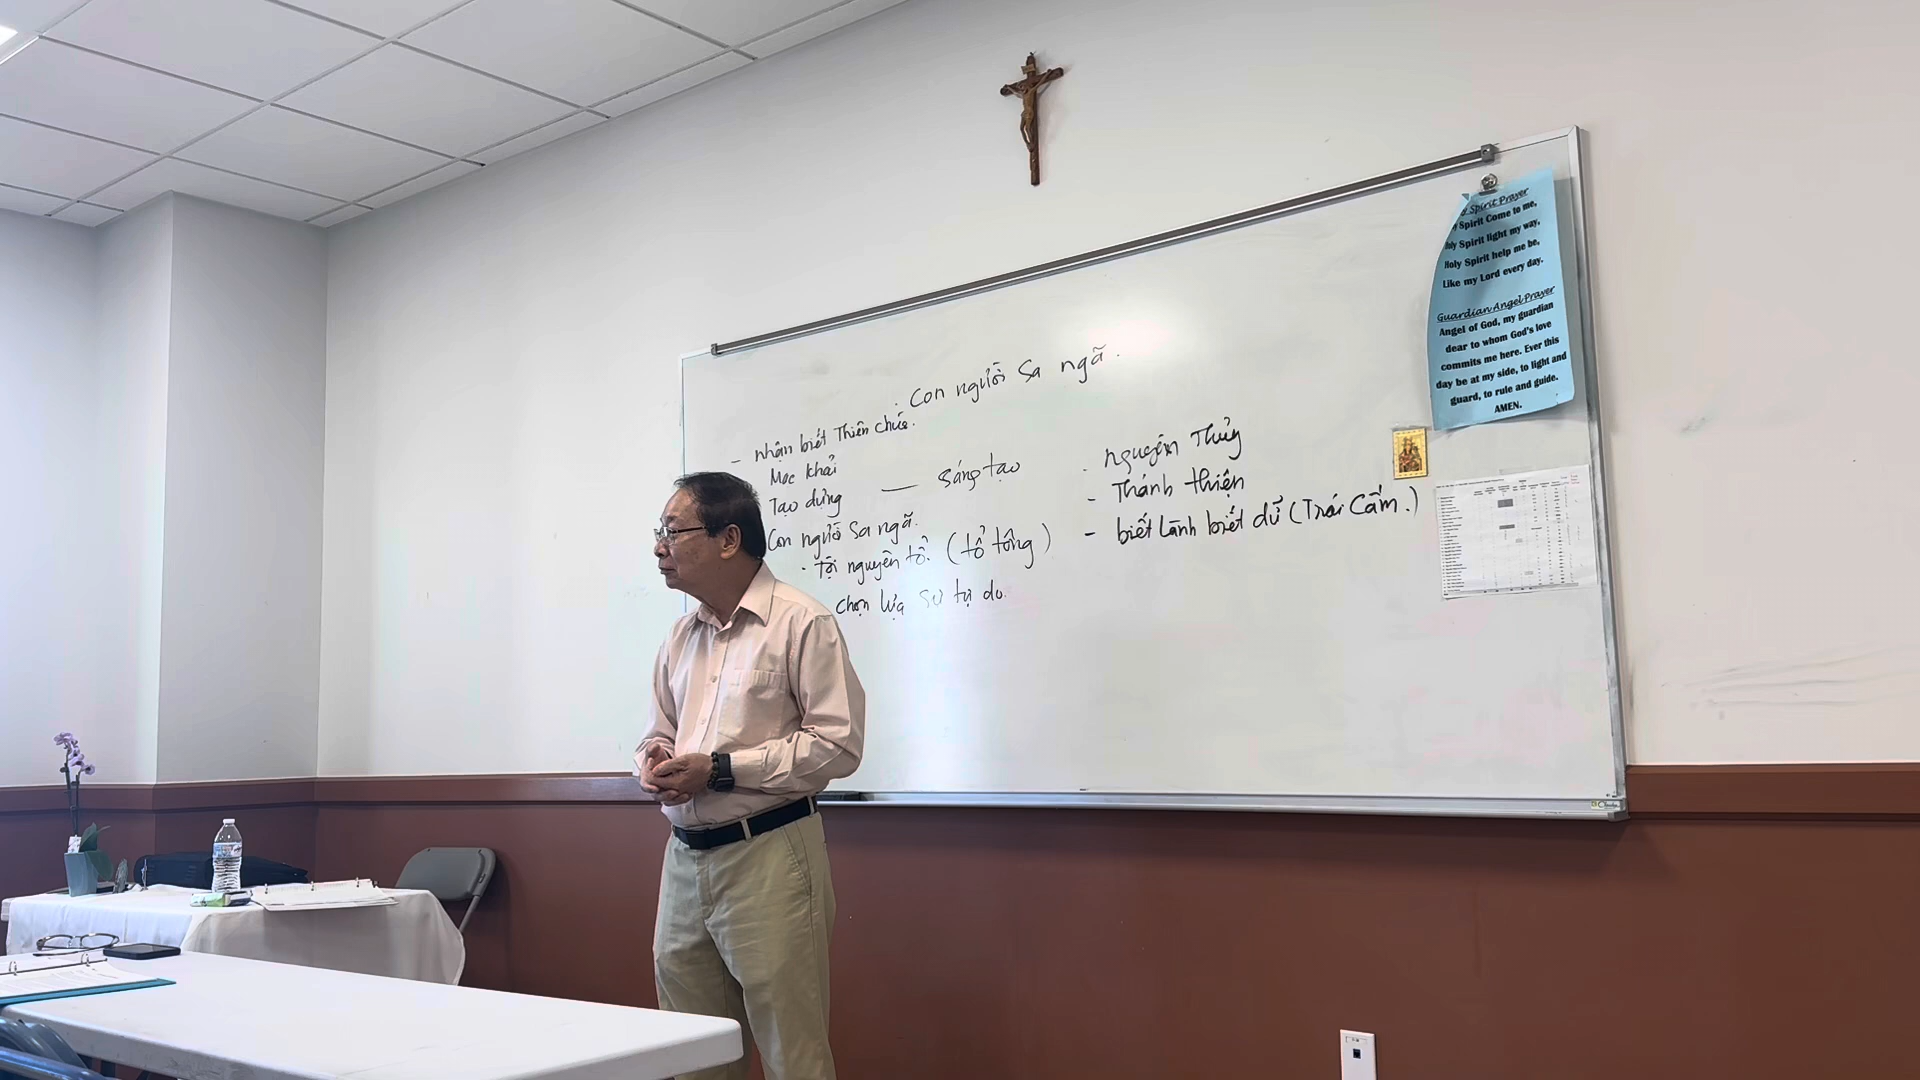 Con người Sa ngã.
- nhận biết Thiên chúa.
Mạc khải
Tạo dựng — Sáng tạo
Con người Sa ngã.
- Tội nguyên tổ. (tổ tông)
chọn lựa sự tự do.
- Nguyên Thủy
- Thánh thiện
- biết Lành biết dữ (Trái Cấm.)
Spirit Prayer
Spirit Come to me,
Holy Spirit light my way,
Holy Spirit help me be,
Like my Lord every day.
Guardian Angel Prayer
Angel of God, my guardian
dear to whom God's love
commits me here. Ever this
day be at my side, to light and
guard, to rule and guide.
AMEN.